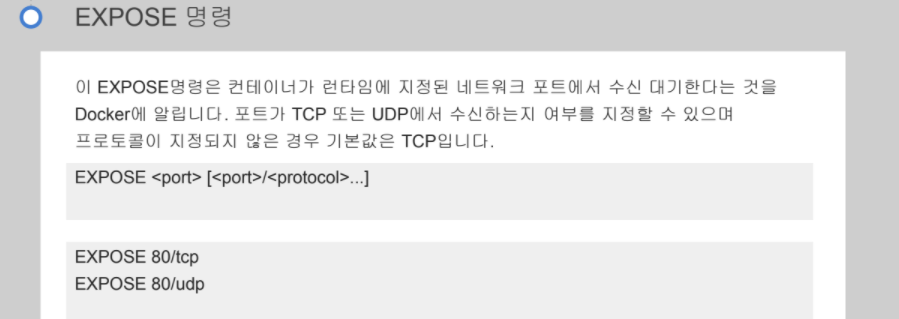 EXPOSE 명령
이 EXPOSE명령은 컨테이너가 런타임에 지정된 네트워크 포트에서 수신 대기한다는 것을
Docker에 알립니다. 포트가 TCP 또는 UDP에서 수신하는지 여부를 지정할 수 있으며
프로토콜이 지정되지 않은 경우 기본값은 TCP입니다.
EXPOSE <port> [<port>/<protocol>...]
EXPOSE 80/tcp
EXPOSE 80/udp